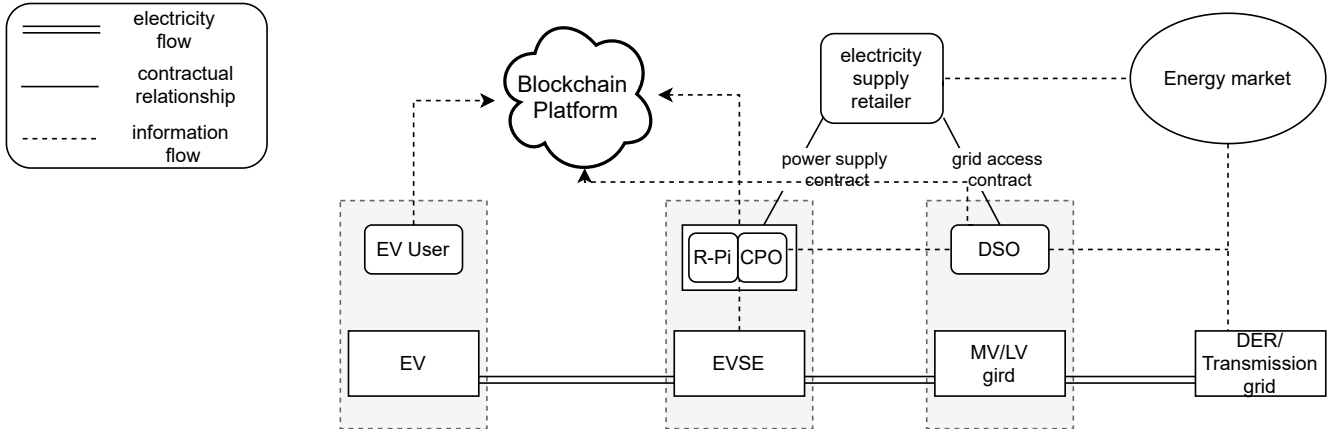 electricity
flow
contractual
relationship
information
flow
Blockchain
Platform
electricity
supply
retailer
Energy market
power supply
contract
grid access
contract
EV User
R-Pi
CPO
DSO
EV
EVSE
MV/LV
gird
DER/
Transmission
grid